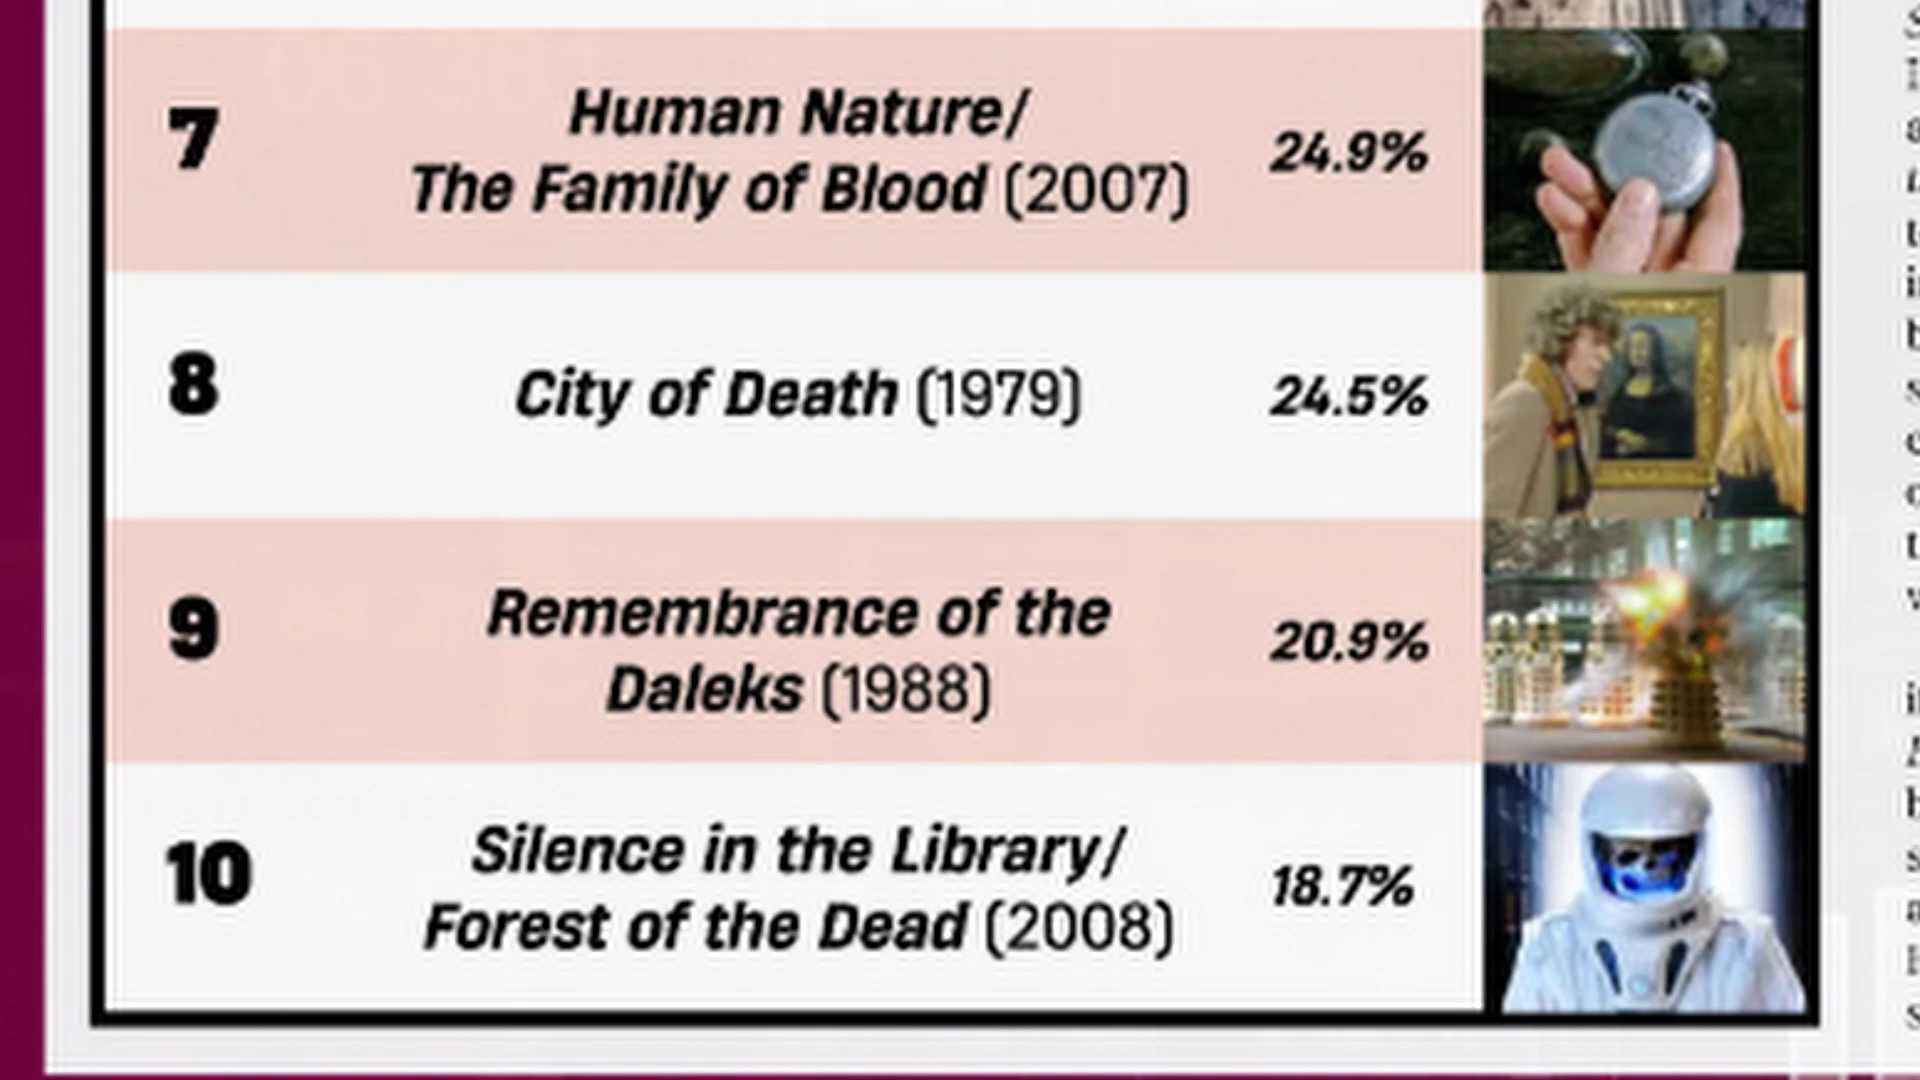 7
Human Nature/
The Family of Blood (2007)
24.9%
8
City of Death (1979)
24.5%
9
Remembrance of the
Daleks (1988)
20.9%
10
Silence in the Library/
Forest of the Dead (2008)
18.7%